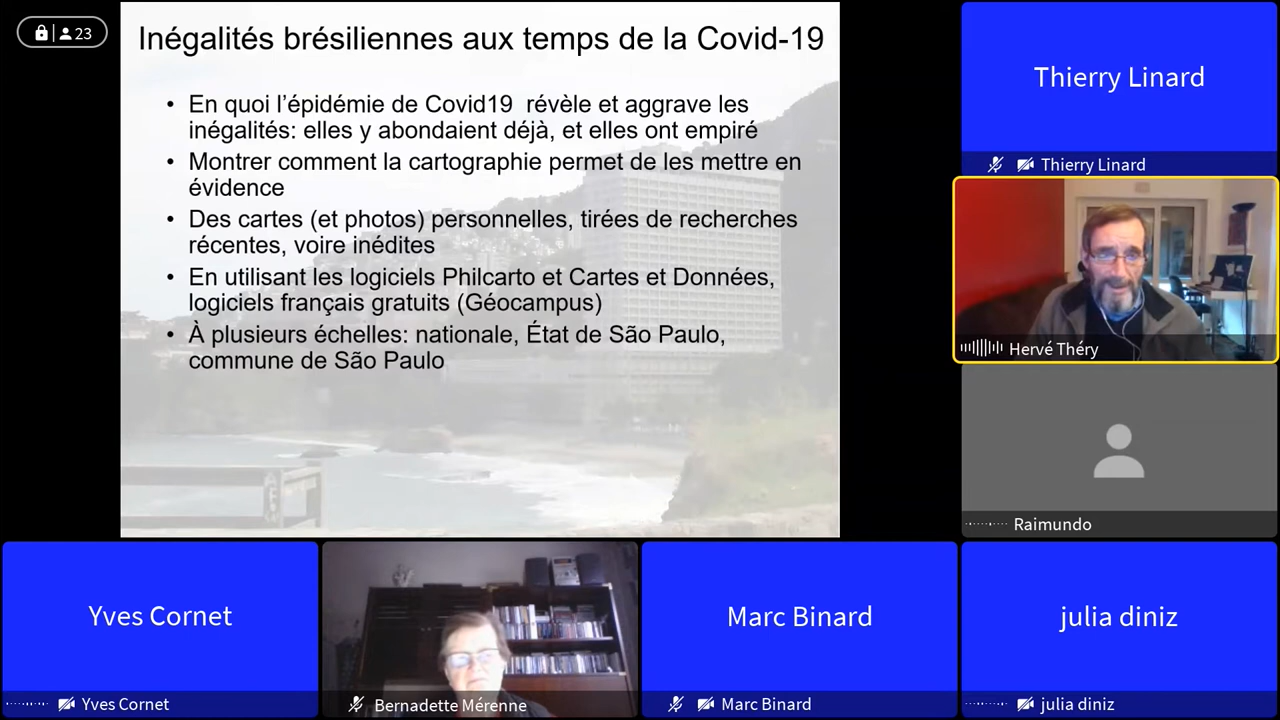 23
Inégalités brésiliennes aux temps de la Covid-19
• En quoi l’épidémie de Covid19  révèle et aggrave les
inégalités: elles y abondaient déjà, et elles ont empiré
• Montrer comment la cartographie permet de les mettre en
évidence
• Des cartes (et photos) personnelles, tirées de recherches
récentes, voire inédites
• En utilisant les logiciels Philcarto et Cartes et Données,
logiciels français gratuits (Géocampus)
• À plusieurs échelles: nationale, État de São Paulo,
commune de São Paulo
Thierry Linard
Thierry Linard
Hervé Théry
Raimundo
Yves Cornet
Yves Cornet
Bernadette Mérenne
Marc Binard
Marc Binard
julia diniz
julia diniz